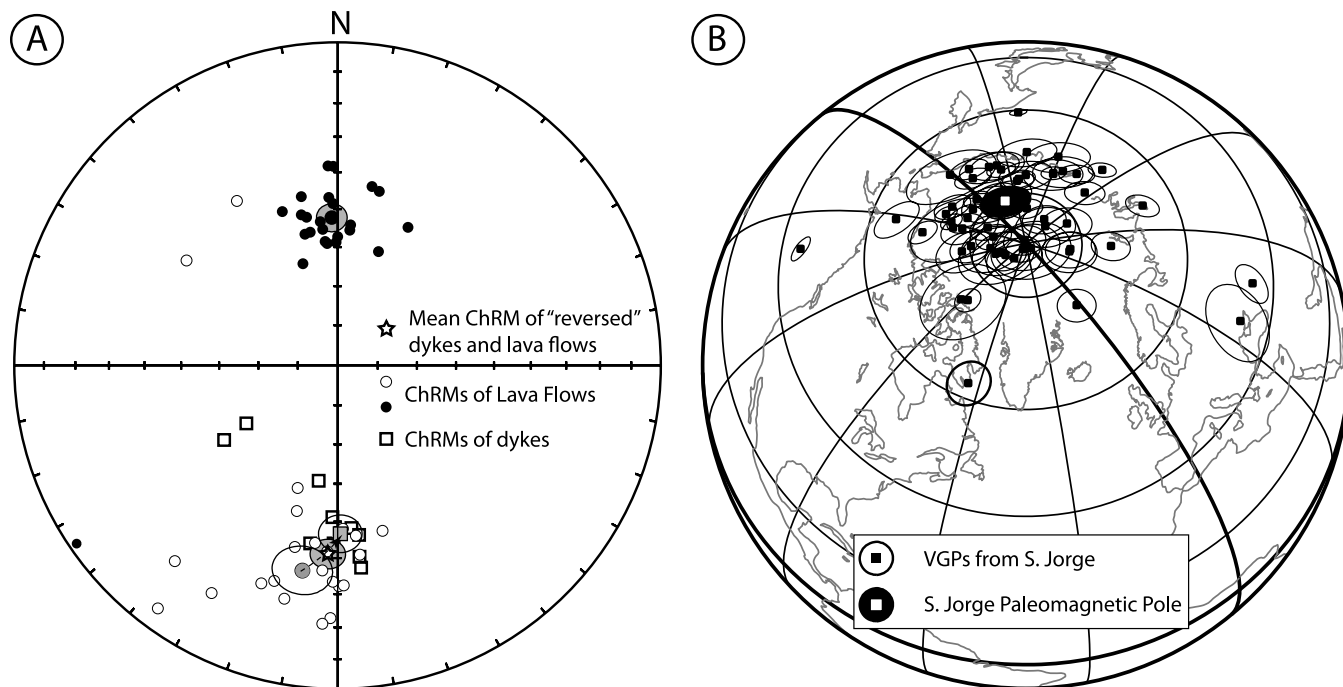 A
N
Mean ChRM of “reversed”
dykes and lava flows
ChRMs of Lava Flows
ChRMs of dykes
B
VGPs from S. Jorge
S. Jorge Paleomagnetic Pole